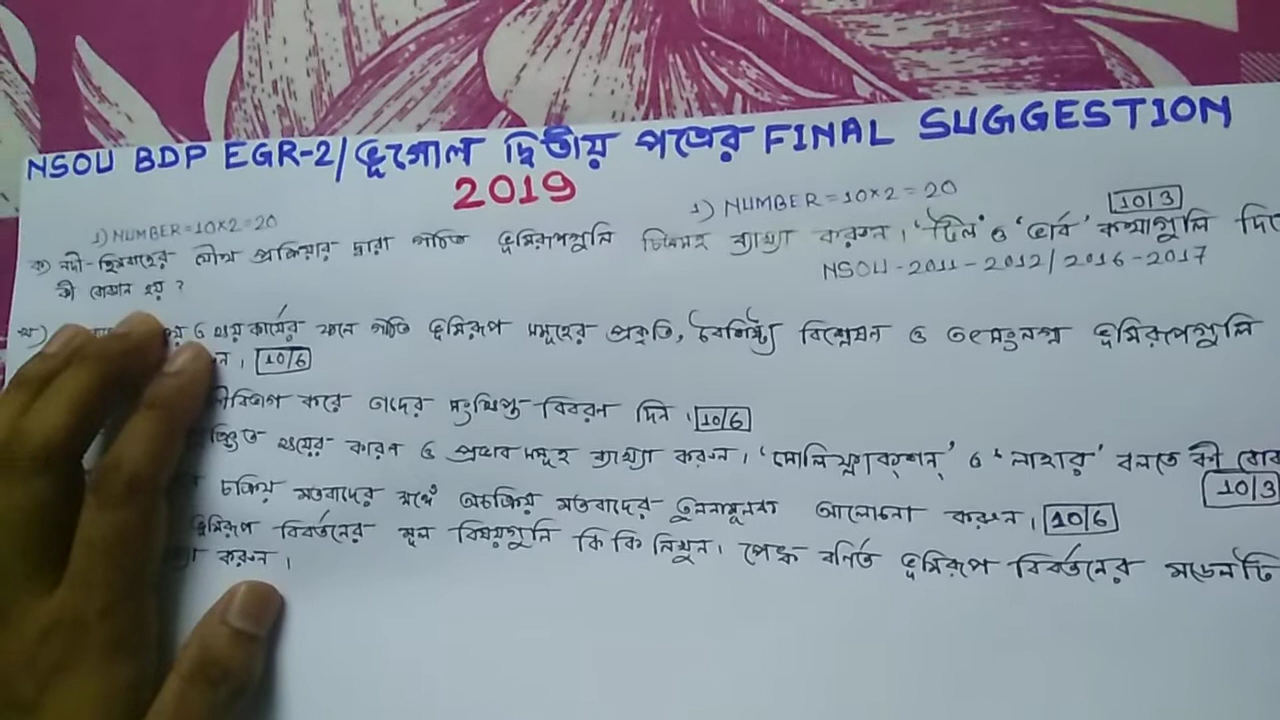 NSOU BDP EGR-2/ভূগোল দ্বিতীয় পত্রের FINAL SUGGESTION
2019
1) NUMBER=10×2=20 1) NUMBER=10×2=20
10/3
ক) নদী-হিমবাহের যৌথ প্রক্রিয়ার দ্বারা গঠিত ভূমিরূপগুলি চিত্রসহ ব্যাখ্যা করুন। 'টিল' ও 'ভার্ব' কথাগুলি দিয়ে
কী বোঝান হয়? NSOU-2011-2012/2016-2017
খ) ও ক্ষয়কার্যের ফলে গঠিত ভূমিরূপ সমূহের প্রকৃতি, বৈশিষ্ট্য বিশ্লেষন ও তৎসংলগ্ন ভূমিরূপগুলি
ন। 10/6
করে তাদের সংক্ষিপ্ত বিবরণ দিন। 10/6
ক্ষয়ের কারণ ও প্রভাব সমূহ ব্যাখ্যা করুন। 'সোলিফ্লাকশন্' ও 'লাহার' বলতে কী
10/3
চক্রিয় মতবাদের সঙ্গে অচক্রিয় মতবাদের তুলনামূলক আলোচনা করুন। 10/6
ভূমিরূপ বিবর্তনের মূল বিষয়গুলি কি কি লিখুন। পেঙ্ক বর্ণিত ভূমিরূপ বিবর্তনের মডেলটি
করুন।